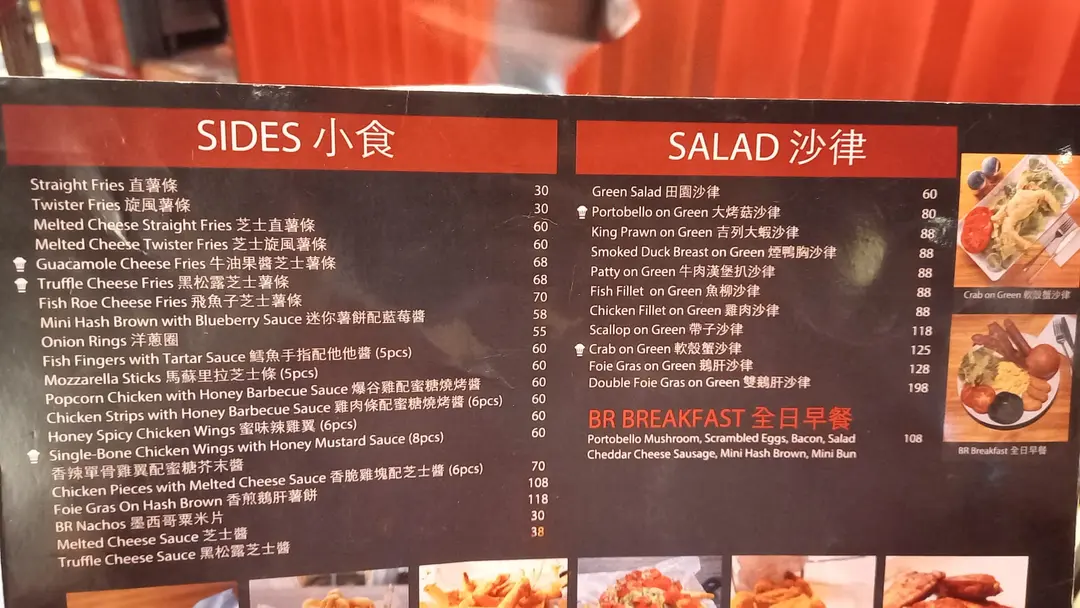 SIDES 小食
Straight Fries 直薯條 30
Twister Fries 旋風薯條 30
Melted Cheese Straight Fries 芝士直薯條 60
Melted Cheese Twister Fries 芝士旋風薯條 60
Guacamole Cheese Fries 牛油果醬芝士薯條 68
Truffle Cheese Fries 黑松露芝士薯條 68
Fish Roe Cheese Fries 飛魚子芝士薯條 70
Mini Hash Brown with Blueberry Sauce 迷你薯餅配藍莓醬 58
Onion Rings 洋蔥圈 55
Fish Fingers with Tartar Sauce 鱈魚手指配他他醬 (5pcs) 60
Mozzarella Sticks 馬蘇里拉芝士條 (5pcs) 60
Popcorn Chicken with Honey Barbecue Sauce 爆谷雞配蜜糖燒烤醬 60
Chicken Strips with Honey Barbecue Sauce 雞肉條配蜜糖燒烤醬 (6pcs) 60
Honey Spicy Chicken Wings 蜜味辣雞翼 (6pcs) 60
Single-Bone Chicken Wings with Honey Mustard Sauce (8pcs) 60
香辣單骨雞翼配蜜糖芥末醬
Chicken Pieces with Melted Cheese Sauce 香脆雞塊配芝士醬 (6pcs) 70
Foie Gras On Hash Brown 香煎鵝肝薯餅 108
BR Nachos 墨西哥粟米片 118
Melted Cheese Sauce 芝士醬 30
Truffle Cheese Sauce 黑松露芝士醬 38
SALAD 沙律
Green Salad 田園沙律 60
Portobello on Green 大烤菇沙律 80
King Prawn on Green 吉列大蝦沙律 88
Smoked Duck Breast on Green 煙鴨胸沙律 88
Patty on Green 牛肉漢堡扒沙律 88
Fish Fillet on Green 魚柳沙律 88
Chicken Fillet on Green 雞肉沙律 88
Scallop on Green 帶子沙律 118
Crab on Green 軟殼蟹沙律 125
Foie Gras on Green 鵝肝沙律 128
Double Foie Gras on Green 雙鵝肝沙律 198
BR BREAKFAST 全日早餐
Portobello Mushroom, Scrambled Eggs, Bacon, Salad 108
Cheddar Cheese Sausage, Mini Hash Brown, Mini Bun
Crab on Green 軟殼蟹沙律
BR Breakfast 全日早餐